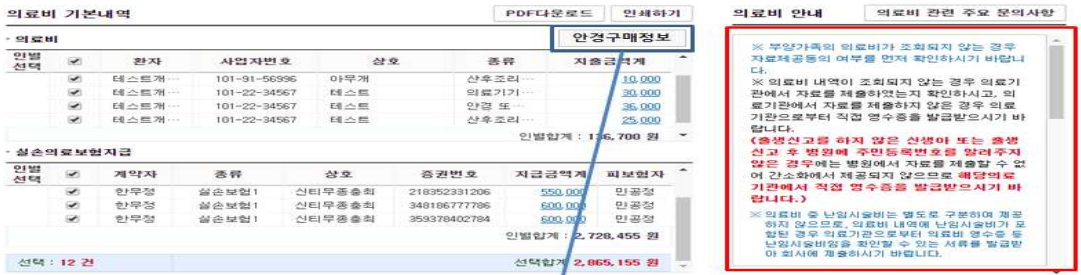 의료비 기본내역
PDF다운로드
인쇄하기
· 의료비
안경구매정보
인별선택 환자 사업자번호 상호 종류 지출금액계
테스트개… 101-91-56996 아무개 산후조리… 10,000
테스트개… 101-22-34567 테스트 의료기기… 30,000
테스트개… 101-22-34567 테스트 안경 또… 36,000
테스트개… 101-22-34567 테스트 산후조리… 25,000
인별합계 : 136,700 원
· 실손의료보험지급
인별선택 계약자 종류 상호 증권번호 지급금액계 피보험자
한무정 실손보험1 신티무종총회 218352331206 550,000 민공정
한무정 실손보험1 신티무종총회 348186777786 600,000 민공정
한무정 실손보험1 신티무종총회 359378402784 600,000 민공정
인별합계 : 2,728,455 원
선택 : 12 건
선택합계 2,865,155 원
의료비 안내
의료비 관련 주요 문의사항
※ 부양가족의 의료비가 조회되지 않는 경우
자료제공동의 여부를 먼저 확인하시기 바랍니
다.
※ 의료비 내역이 조회되지 않는 경우 의료기
관에서 자료를 제출하였는지 확인하시고, 의
료기관에서 자료를 제출하지 않은 경우 의료
기관으로부터 직접 영수증을 발급받으시기 바
랍니다.
(출생신고를 하지 않은 신생아 또는 출생
신고 후 병원에 주민등록번호를 알려주지
않은 경우에는 병원에서 자료를 제출할 수 없
어 간소화에서 제공되지 않으므로 해당의료
기관에서 직접 영수증을 발급받으시기 바
랍니다.)
※ 의료비 중 난임시술비는 별도로 구분하여 제공
하지 않으므로, 의료비 내역에 난임시술비가 포
함된 경우 의료기관으로부터 의료비 영수증 등
난임시술비임을 확인할 수 있는 서류를 발급받
아 회사에 제출하시기 바랍니다.